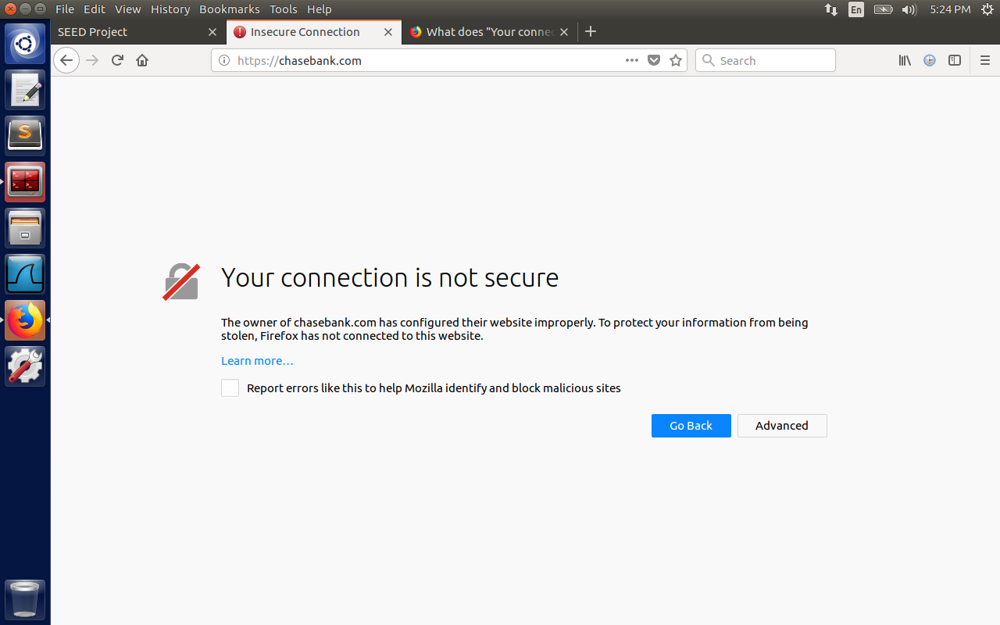 File Edit View History Bookmarks Tools Help En 5:24 PM
SEED Project Insecure Connection What does "Your connec
https://chasebank.com Search
S
Your connection is not secure
The owner of chasebank.com has configured their website improperly. To protect your information from being
stolen, Firefox has not connected to this website.
Learn more…
Report errors like this to help Mozilla identify and block malicious sites
Go Back Advanced